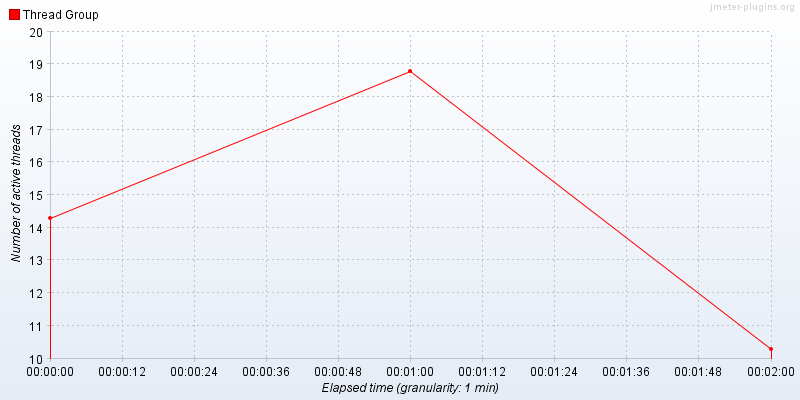 jmeter-plugins.org
Thread Group
20
19
18
17
16
15
14
13
12
11
10
Number of active threads
00:00:00 00:00:12 00:00:24 00:00:36 00:00:48 00:01:00 00:01:12 00:01:24 00:01:36 00:01:48 00:02:00
Elapsed time (granularity: 1 min)